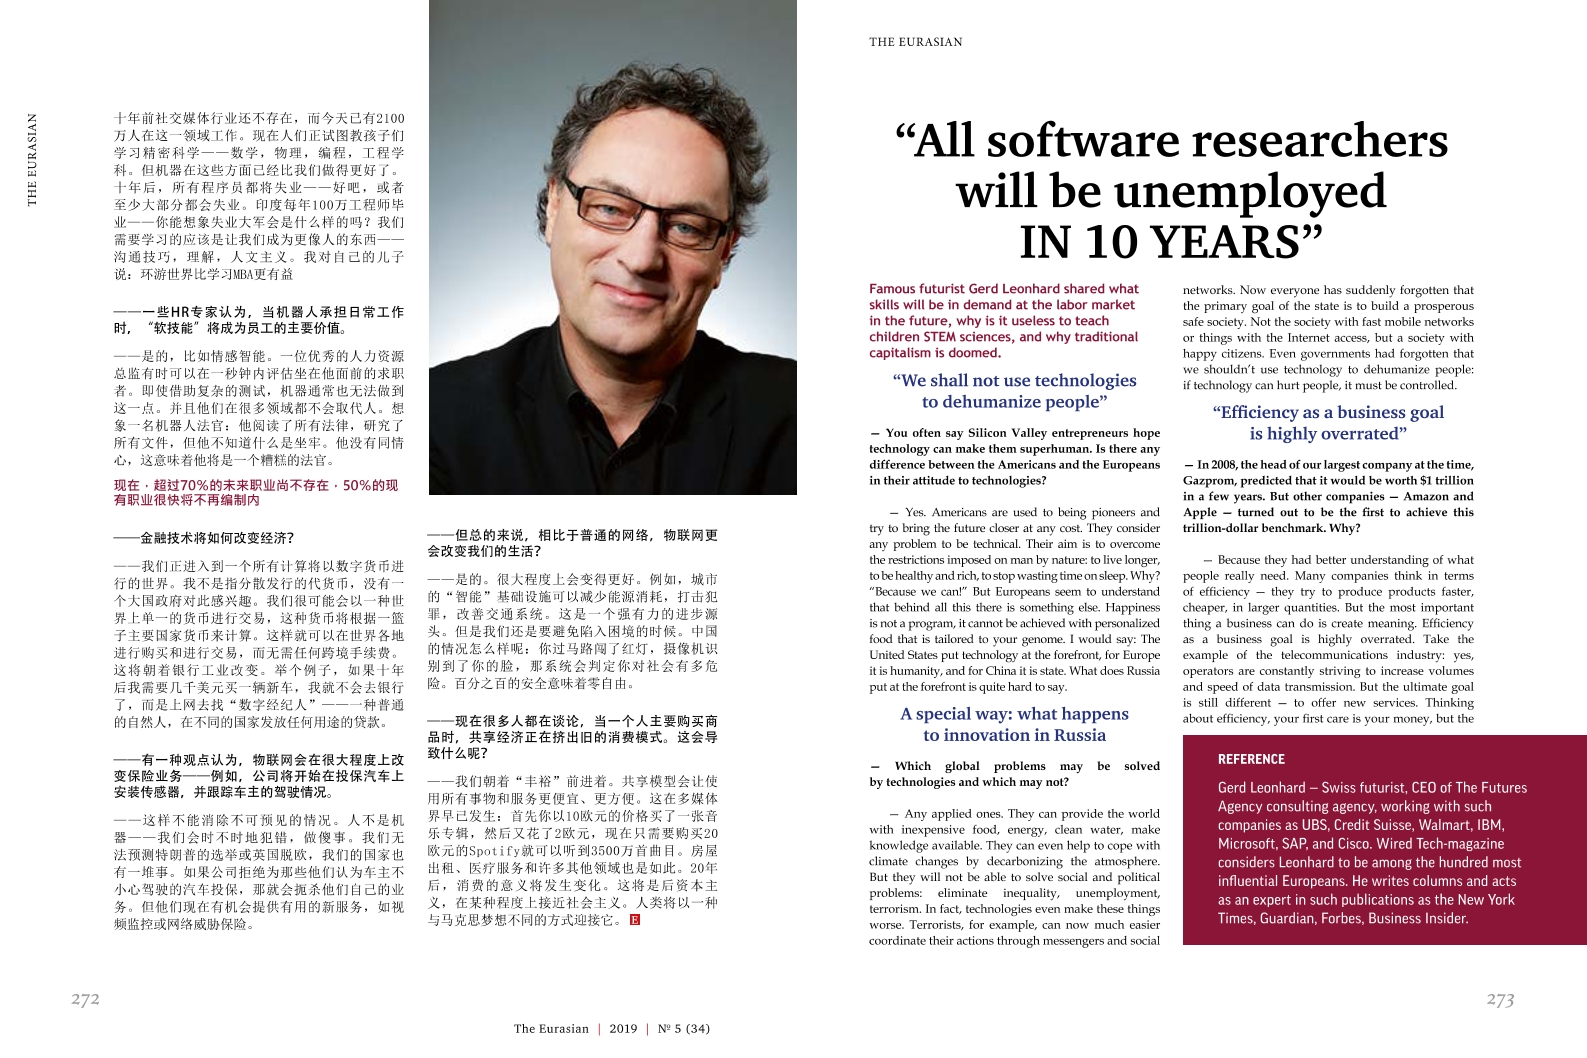 THE EURASIAN
十年前社交媒体行业还不存在，而今天已有2100
万人在这一领域工作。现在人们正试图教孩子们
学习精密科学——数学，物理，编程，工程学
科。但机器在这些方面已经比我们做得更好了。
十年后，所有程序员都将失业——好吧，或者
至少大部分都会失业。印度每年100万工程师毕
业——你能想象失业大军会是什么样的吗？我们
需要学习的应该是让我们成为更像人的东西——
沟通技巧，理解，人文主义。我对自己的儿子
说：环游世界比学习MBA更有益
——一些HR专家认为，当机器人承担日常工作
时，“软技能”将成为员工的主要价值。
——是的，比如情感智能。一位优秀的人力资源
总监有时可以在一秒钟内评估坐在他面前的求职
者。即使借助复杂的测试，机器通常也无法做到
这一点。并且他们在很多领域都不会取代人。想
象一名机器人法官：他阅读了所有法律，研究了
所有文件，但他不知道什么是坐牢。他没有同情
心，这意味着他将是一个糟糕的法官。
现在，超过70%的未来职业尚不存在，50%的现
有职业很快将不再编制内
——金融技术将如何改变经济？
——我们正进入到一个所有计算将以数字货币进
行的世界。我不是指分散发行的代货币，没有一
个大国政府对此感兴趣。我们很可能会以一种世
界上单一的货币进行交易，这种货币将根据一篮
子主要国家货币来计算。这样就可以在世界各地
进行购买和进行交易，而无需任何跨境手续费。
这将朝着银行工业改变。举个例子，如果十年
后我需要几千美元买一辆新车，我就不会去银行
了，而是上网去找“数字经纪人”——一种普通
的自然人，在不同的国家发放任何用途的贷款。
——有一种观点认为，物联网会在很大程度上改
变保险业务——例如，公司将开始在投保汽车上
安装传感器，并跟踪车主的驾驶情况。
——这样不能消除不可预见的情况。人不是机
器——我们会时不时地犯错，做傻事。我们无
法预测特朗普的选举或英国脱欧，我们的国家也
有一堆事。如果公司拒绝为那些他们认为车主不
小心驾驶的汽车投保，那就会扼杀他们自己的业
务。但他们现在有机会提供有用的新服务，如视
频监控或网络威胁保险。
——但总的来说，相比于普通的网络，物联网更
会改变我们的生活？
——是的。很大程度上会变得更好。例如，城市
的“智能”基础设施可以减少能源消耗，打击犯
罪，改善交通系统。这是一个强有力的进步源
头。但是我们还是要避免陷入困境的时候。中国
的情况怎么样呢：你过马路闯了红灯，摄像机识
别到了你的脸，那系统会判定你对社会有多危
险。百分之百的安全意味着零自由。
——现在很多人都在谈论，当一个人主要购买商
品时，共享经济正在挤出旧的消费模式。这会导
致什么呢？
——我们朝着“丰裕”前进着。共享模型会让使
用所有事物和服务更便宜、更方便。这在多媒体
界早已发生：首先你以10欧元的价格买了一张音
乐专辑，然后又花了2欧元，现在只需要购买20
欧元的Spotify就可以听到3500万首曲目。房屋
出租、医疗服务和许多其他领域也是如此。20年
后，消费的意义将发生变化。这将是后资本主
义，在某种程度上接近社会主义。人类将以一种
与马克思梦想不同的方式迎接它。 E
272
The Eurasian | 2019 | № 5 (34)
THE EURASIAN
“All software researchers
will be unemployed
IN 10 YEARS”
Famous futurist Gerd Leonhard shared what
skills will be in demand at the labor market
in the future, why is it useless to teach
children STEM sciences, and why traditional
capitalism is doomed.
“We shall not use technologies
to dehumanize people”
— You often say Silicon Valley entrepreneurs hope
technology can make them superhuman. Is there any
difference between the Americans and the Europeans
in their attitude to technologies?
— Yes. Americans are used to being pioneers and
try to bring the future closer at any cost. They consider
any problem to be technical. Their aim is to overcome
the restrictions imposed on man by nature: to live longer,
to be healthy and rich, to stop wasting time on sleep. Why?
“Because we can!” But Europeans seem to understand
that behind all this there is something else. Happiness
is not a program, it cannot be achieved with personalized
food that is tailored to your genome. I would say: The
United States put technology at the forefront, for Europe
it is humanity, and for China it is state. What does Russia
put at the forefront is quite hard to say.
A special way: what happens
to innovation in Russia
— Which global problems may be solved
by technologies and which may not?
— Any applied ones. They can provide the world
with inexpensive food, energy, clean water, make
knowledge available. They can even help to cope with
climate changes by decarbonizing the atmosphere.
But they will not be able to solve social and political
problems: eliminate inequality, unemployment,
terrorism. In fact, technologies even make these things
worse. Terrorists, for example, can now much easier
coordinate their actions through messengers and social
networks. Now everyone has suddenly forgotten that
the primary goal of the state is to build a prosperous
safe society. Not the society with fast mobile networks
or things with the Internet access, but a society with
happy citizens. Even governments had forgotten that
we shouldn’t use technology to dehumanize people:
if technology can hurt people, it must be controlled.
“Efficiency as a business goal
is highly overrated”
— In 2008, the head of our largest company at the time,
Gazprom, predicted that it would be worth $1 trillion
in a few years. But other companies — Amazon and
Apple — turned out to be the first to achieve this
trillion-dollar benchmark. Why?
— Because they had better understanding of what
people really need. Many companies think in terms
of efficiency — they try to produce products faster,
cheaper, in larger quantities. But the most important
thing a business can do is create meaning. Efficiency
as a business goal is highly overrated. Take the
example of the telecommunications industry: yes,
operators are constantly striving to increase volumes
and speed of data transmission. But the ultimate goal
is still different — to offer new services. Thinking
about efficiency, your first care is your money, but the
REFERENCE
Gerd Leonhard – Swiss futurist, CEO of The Futures
Agency consulting agency, working with such
companies as UBS, Credit Suisse, Walmart, IBM,
Microsoft, SAP, and Cisco. Wired Tech-magazine
considers Leonhard to be among the hundred most
influential Europeans. He writes columns and acts
as an expert in such publications as the New York
Times, Guardian, Forbes, Business Insider.
273